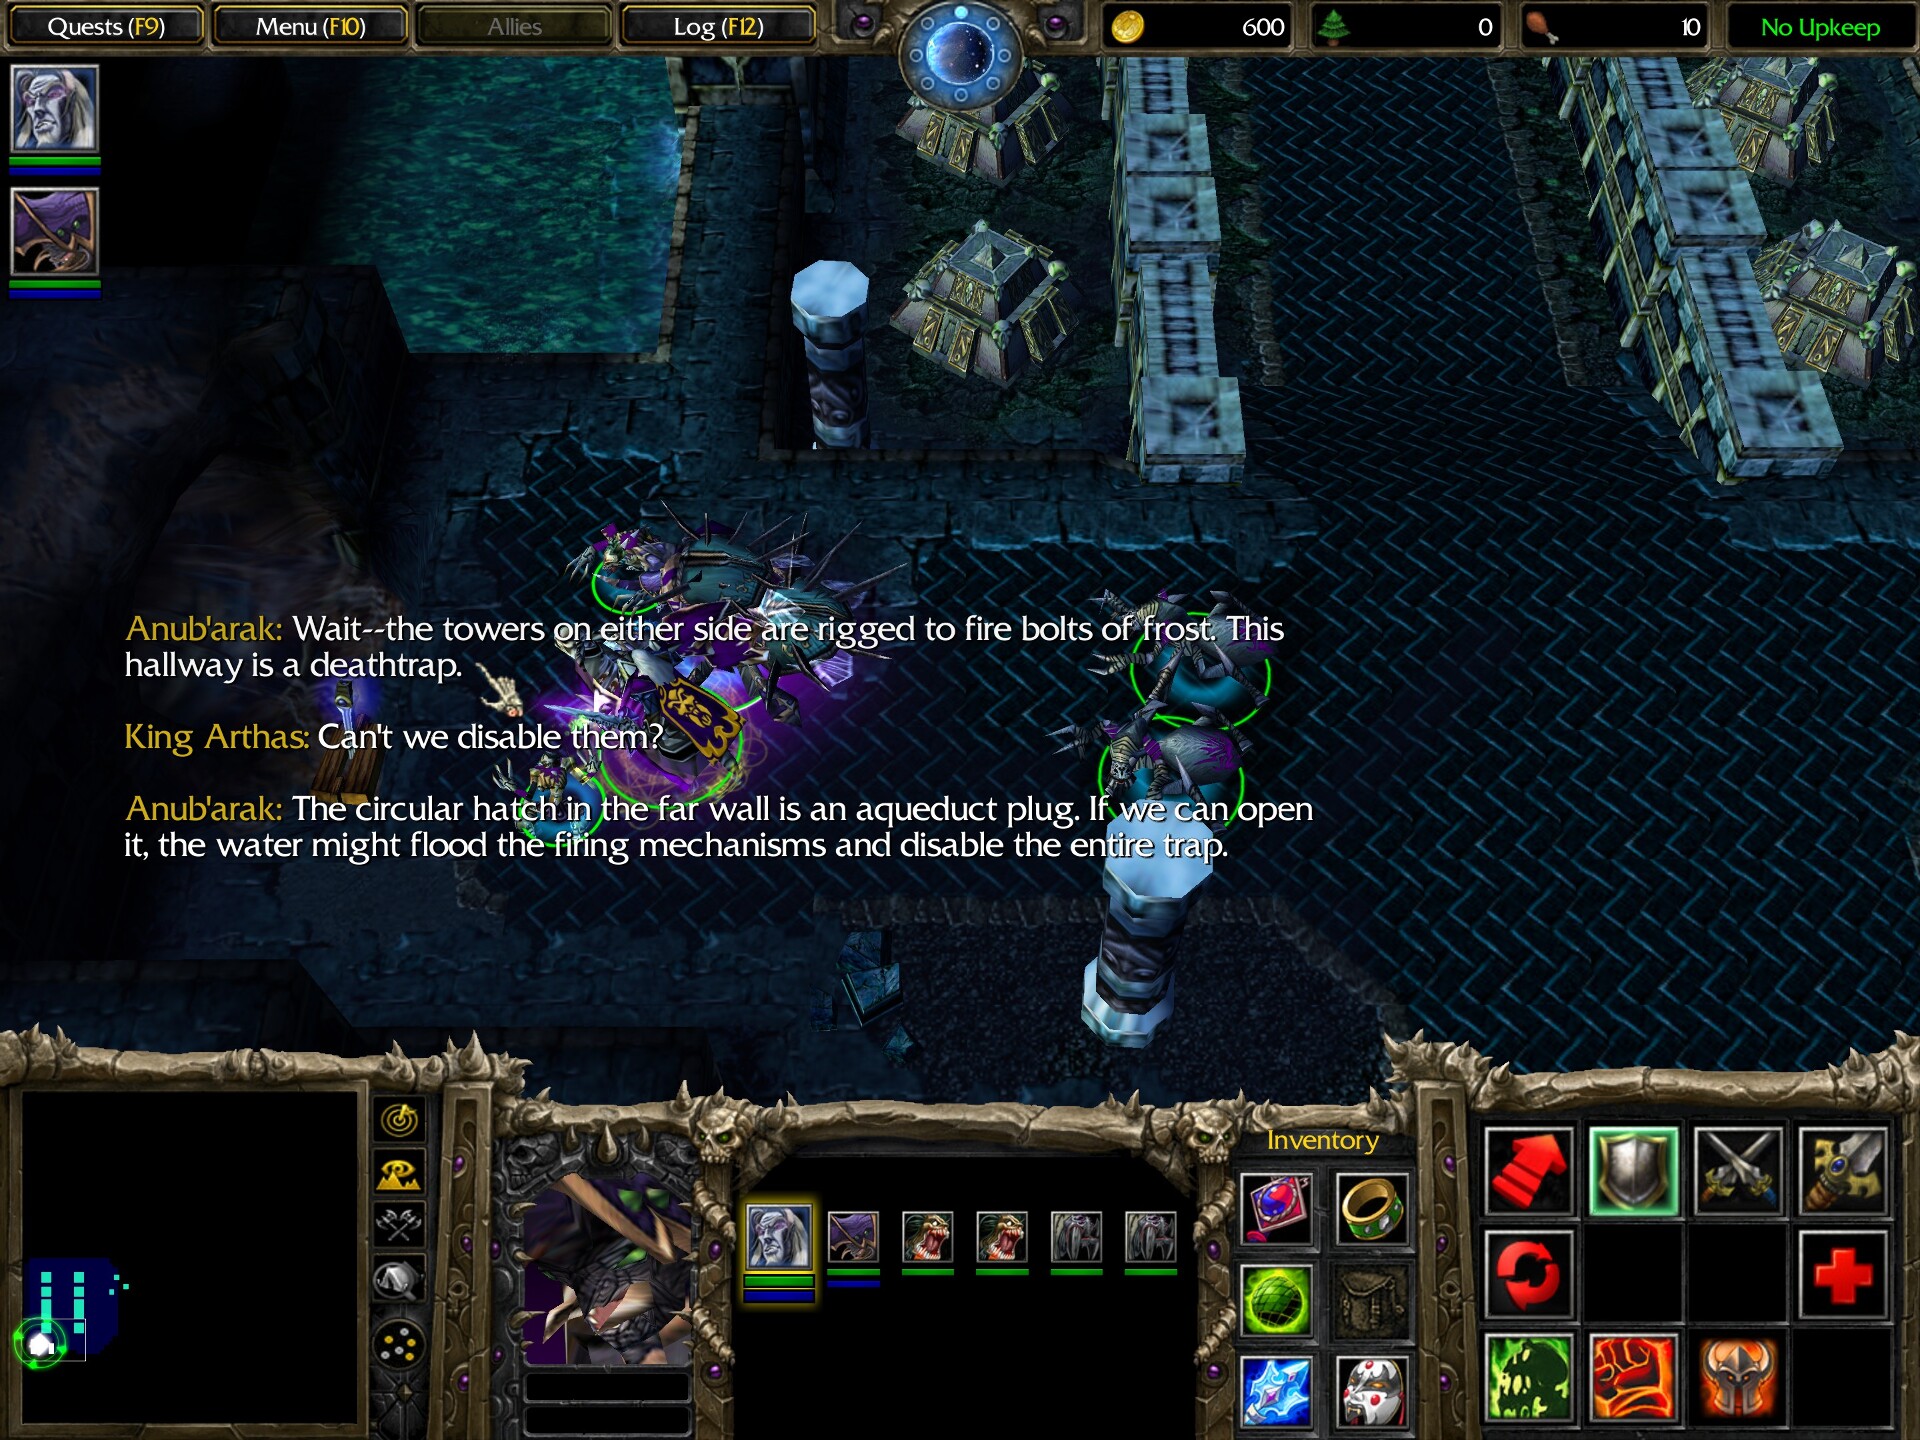 Quests (F9) Menu (F10) Allies Log (F12) 600 0 10 No Upkeep
Anub'arak: Wait--the towers on either side are rigged to fire bolts of frost. This
hallway is a deathtrap.
King Arthas: Can't we disable them?
Anub'arak: The circular hatch in the far wall is an aqueduct plug. If we can open
it, the water might flood the firing mechanisms and disable the entire trap.
Inventory